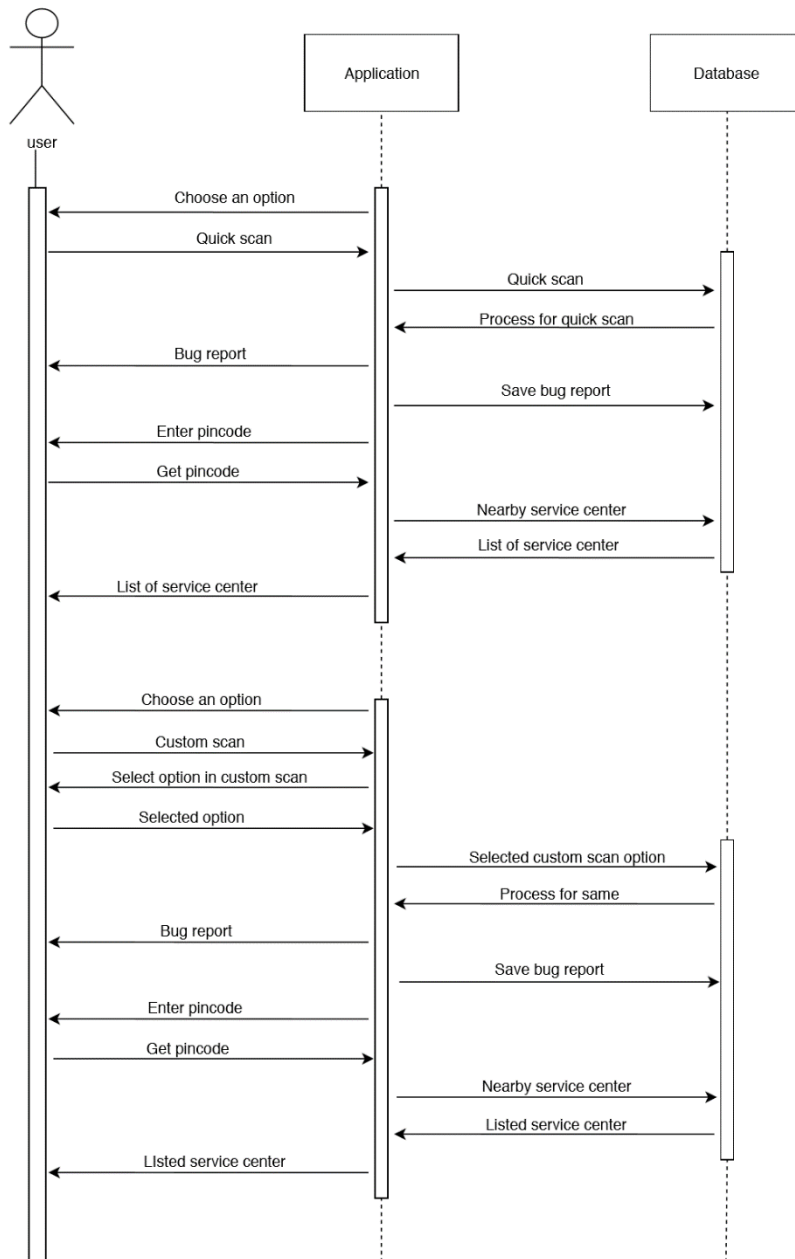 Application
Database
user
Choose an option
Quick scan
Quick scan
Process for quick scan
Bug report
Save bug report
Enter pincode
Get pincode
Nearby service center
List of service center
List of service center
Choose an option
Custom scan
Select option in custom scan
Selected option
Selected custom scan option
Process for same
Bug report
Save bug report
Enter pincode
Get pincode
Nearby service center
Listed service center
LIsted service center